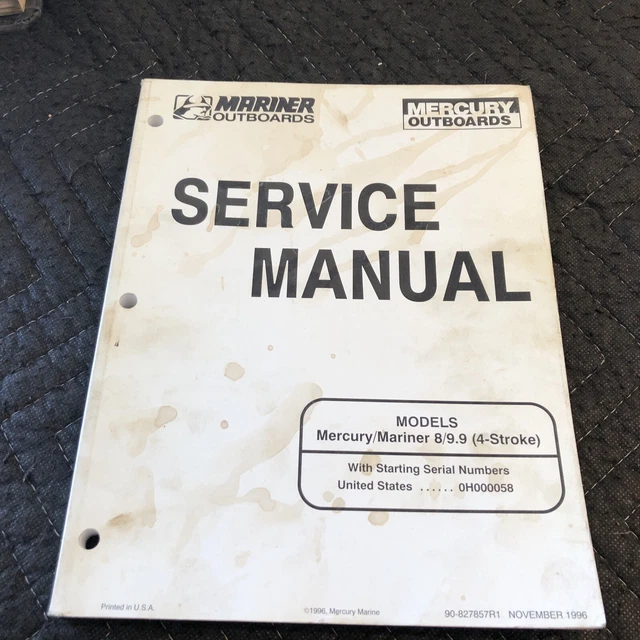 MARINER
OUTBOARDS
MERCURY
OUTBOARDS
SERVICE
MANUAL
MODELS
Mercury/Mariner 8/9.9 (4-Stroke)
With Starting Serial Numbers
United States ...... 0H000058
Printed in U.S.A.
©1996, Mercury Marine
90-827857R1 NOVEMBER 1996